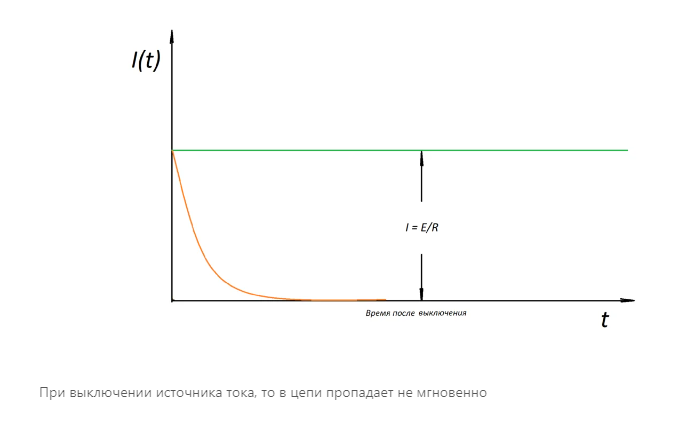 I(t)
I = E/R
Время после выключения
t
При выключении источника тока, то в цепи пропадает не мгновенно